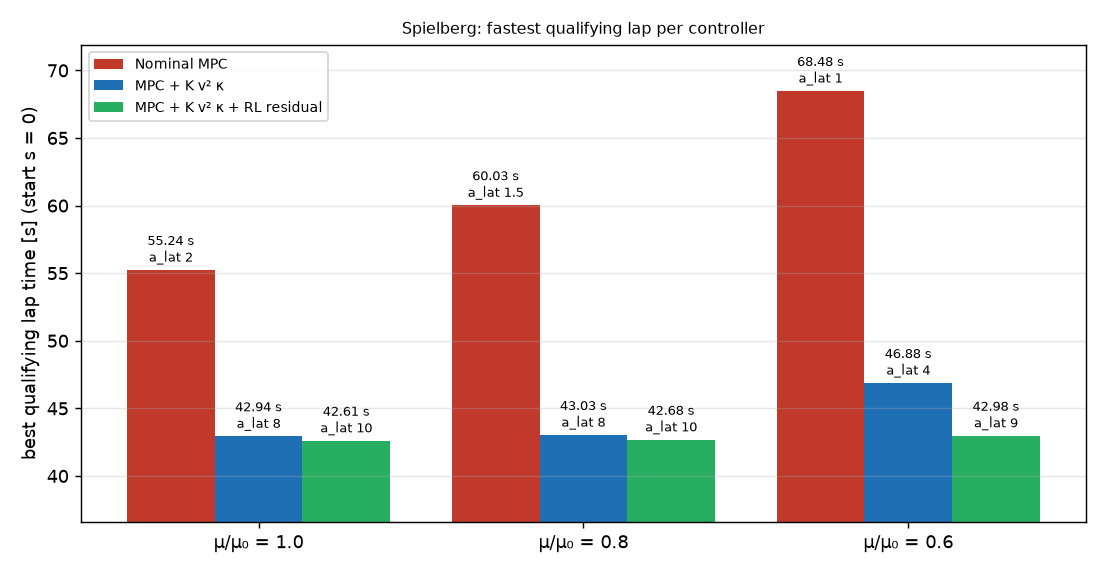 Spielberg: fastest qualifying lap per controller
Nominal MPC
MPC + K v² κ
MPC + K v² κ + RL residual
best qualifying lap time [s] (start s = 0)
70
65
60
55
50
45
40
55.24 s
a_lat 2
42.94 s
a_lat 8
42.61 s
a_lat 10
60.03 s
a_lat 1.5
43.03 s
a_lat 8
42.68 s
a_lat 10
68.48 s
a_lat 1
46.88 s
a_lat 4
42.98 s
a_lat 9
μ/μ₀ = 1.0
μ/μ₀ = 0.8
μ/μ₀ = 0.6